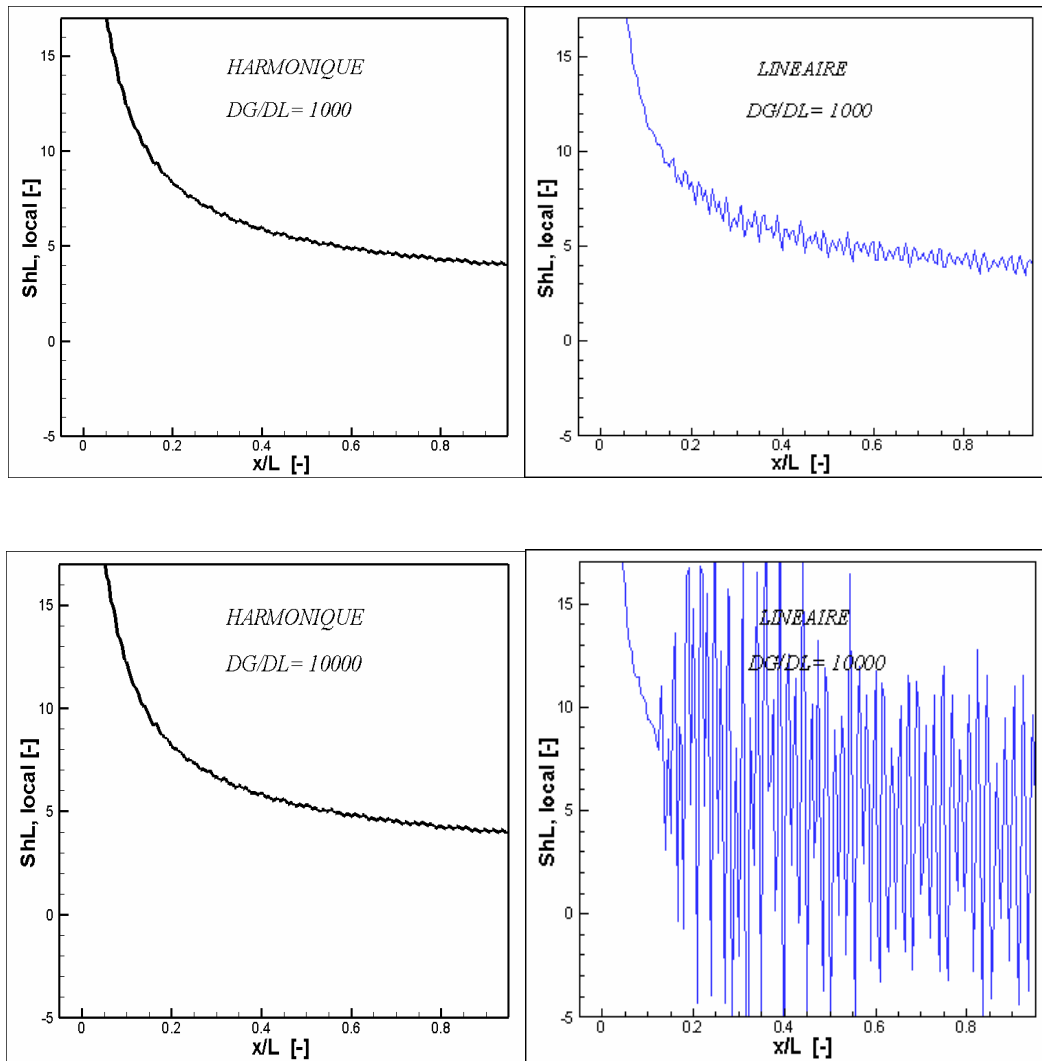 HARMONIQUE
DG/DL= 1000
15
10
5
0
-5
ShL, local [-]
0
0.2
0.4
0.6
0.8
x/L [-]
LINEAIRE
DG/DL= 1000
15
10
5
0
-5
ShL, local [-]
0
0.2
0.4
0.6
0.8
x/L [-]
HARMONIQUE
DG/DL= 10000
15
10
5
0
-5
ShL, local [-]
0
0.2
0.4
0.6
0.8
x/L [-]
LINEAIRE
DG/DL= 10000
15
10
5
0
-5
ShL, local [-]
0
0.2
0.4
0.6
0.8
x/L [-]